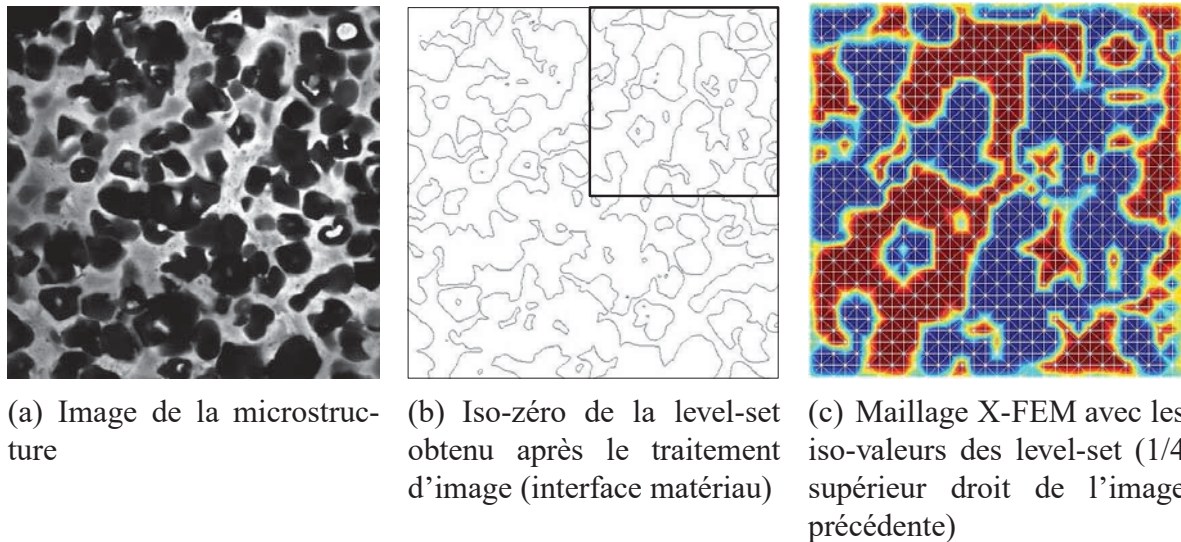 (a) Image de la microstruc-
ture
(b) Iso-zéro de la level-set
obtenu après le traitement
d’image (interface matériau)
(c) Maillage X-FEM avec les
iso-valeurs des level-set (1/4
supérieur droit de l’image
précédente)